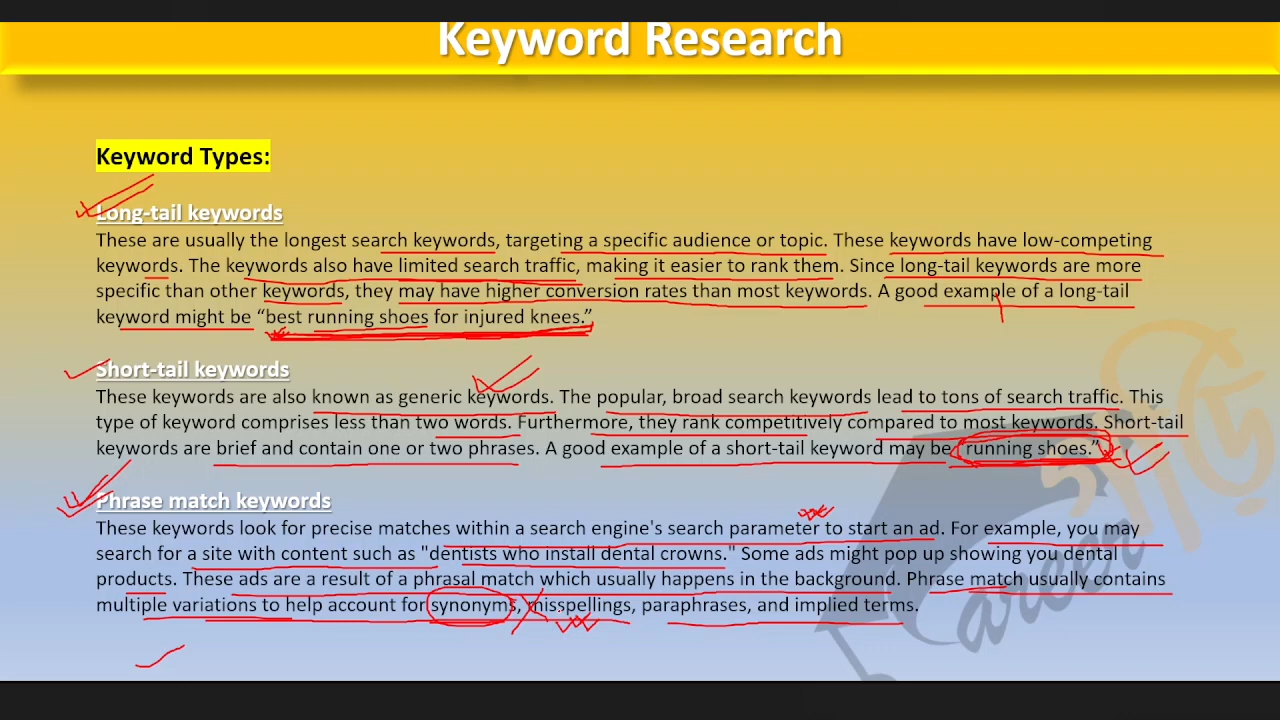 Keyword Research
Keyword Types:
Long-tail keywords
These are usually the longest search keywords, targeting a specific audience or topic. These keywords have low-competing
keywords. The keywords also have limited search traffic, making it easier to rank them. Since long-tail keywords are more
specific than other keywords, they may have higher conversion rates than most keywords. A good example of a long-tail
keyword might be “best running shoes for injured knees.”
Short-tail keywords
These keywords are also known as generic keywords. The popular, broad search keywords lead to tons of search traffic. This
type of keyword comprises less than two words. Furthermore, they rank competitively compared to most keywords. Short-tail
keywords are brief and contain one or two phrases. A good example of a short-tail keyword may be “running shoes.”
Phrase match keywords
These keywords look for precise matches within a search engine's search parameter to start an ad. For example, you may
search for a site with content such as "dentists who install dental crowns." Some ads might pop up showing you dental
products. These ads are a result of a phrasal match which usually happens in the background. Phrase match usually contains
multiple variations to help account for synonyms, misspellings, paraphrases, and implied terms.
Career